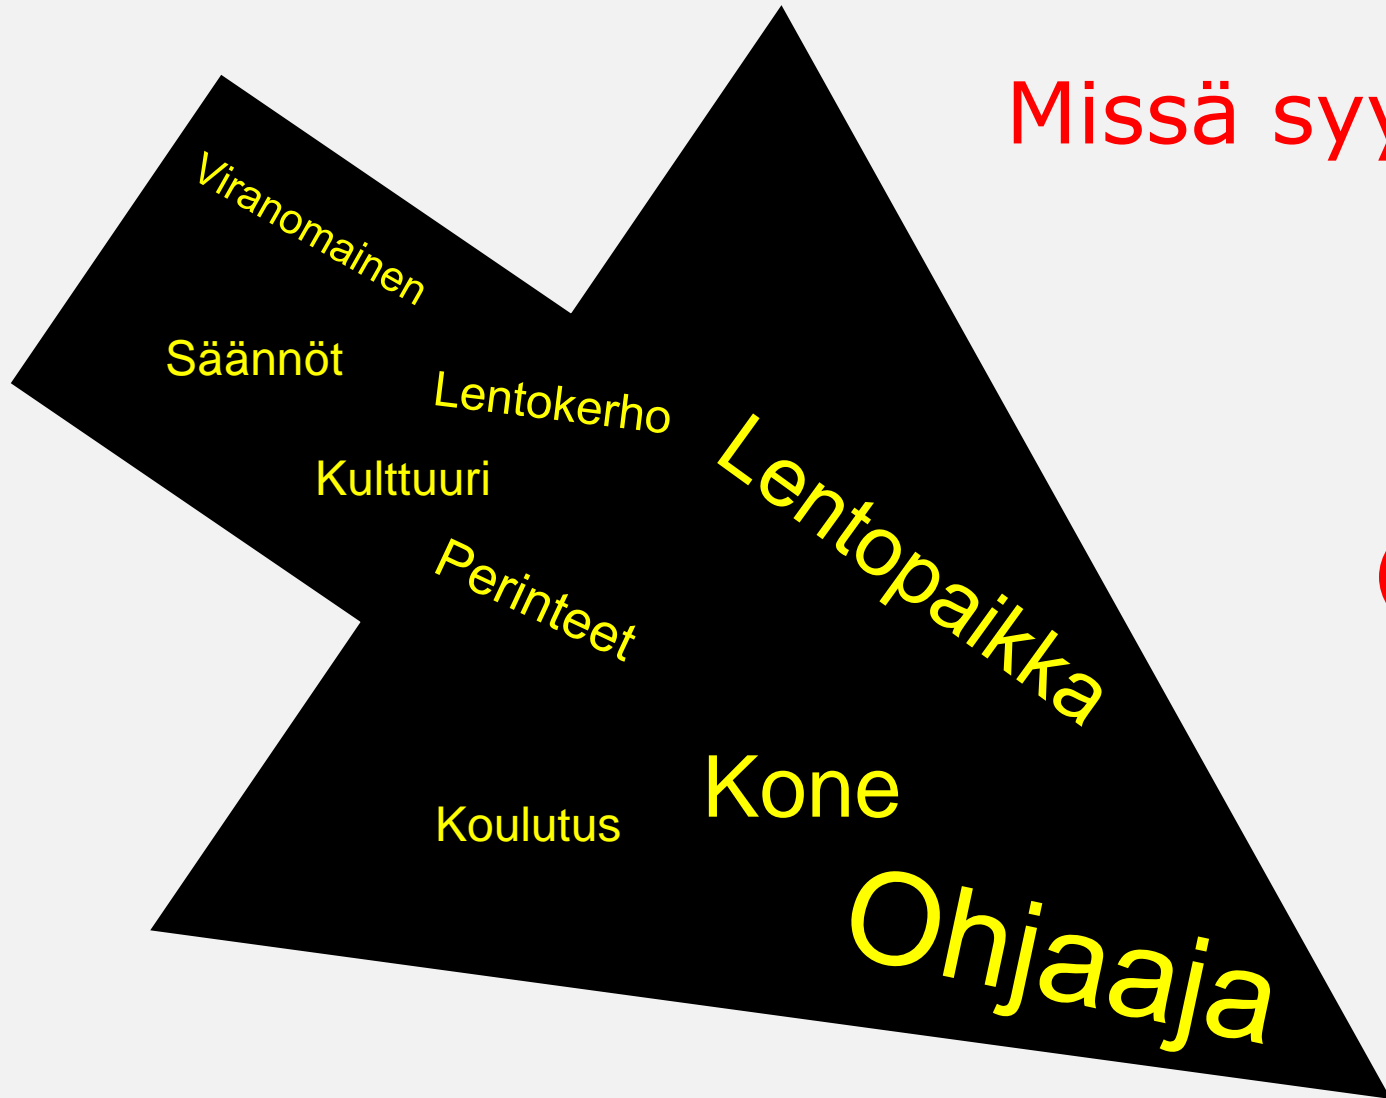 Missä syy
Viranomainen
Säännöt
Lentokerho
Kulttuuri
Lentopaikka
Perinteet
Kone
Koulutus
Ohjaaja